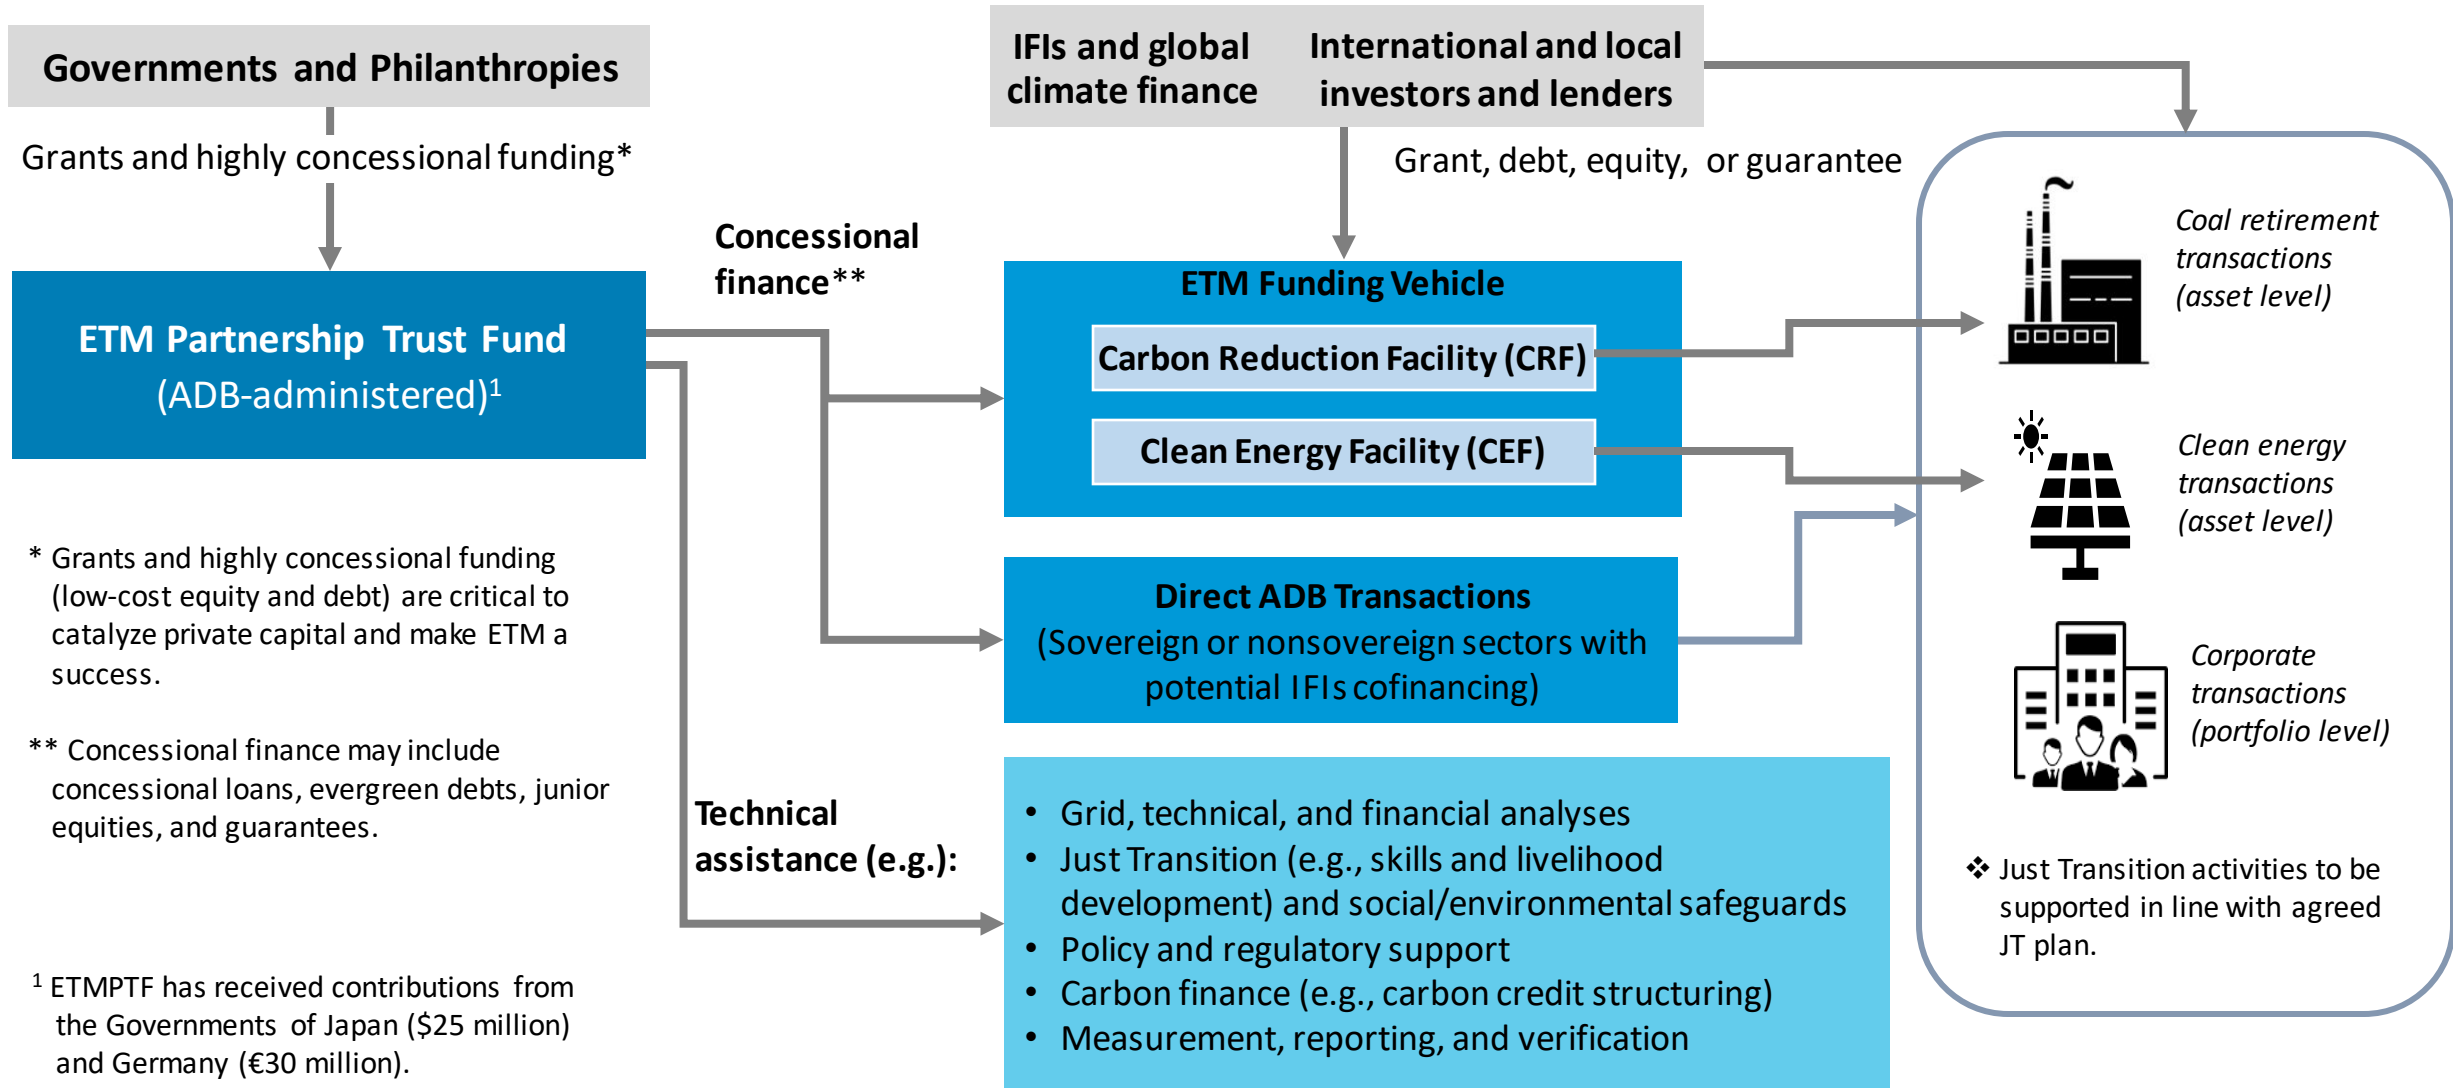 Governments and Philanthropies
Grants and highly concessional funding*
ETM Partnership Trust Fund
(ADB-administered)¹
* Grants and highly concessional funding
(low-cost equity and debt) are critical to
catalyze private capital and make ETM a
success.
** Concessional finance may include
concessional loans, evergreen debts, junior
equities, and guarantees.
¹ ETMPTF has received contributions from
the Governments of Japan ($25 million)
and Germany (€30 million).
Concessional
finance**
Technical
assistance (e.g.):
IFIs and global
climate finance
International and local
investors and lenders
Grant, debt, equity, or guarantee
ETM Funding Vehicle
Carbon Reduction Facility (CRF)
Clean Energy Facility (CEF)
Direct ADB Transactions
(Sovereign or nonsovereign sectors with
potential IFIs cofinancing)
• Grid, technical, and financial analyses
• Just Transition (e.g., skills and livelihood
development) and social/environmental safeguards
• Policy and regulatory support
• Carbon finance (e.g., carbon credit structuring)
• Measurement, reporting, and verification
Coal retirement
transactions
(asset level)
Clean energy
transactions
(asset level)
Corporate
transactions
(portfolio level)
❖ Just Transition activities to be
supported in line with agreed
JT plan.